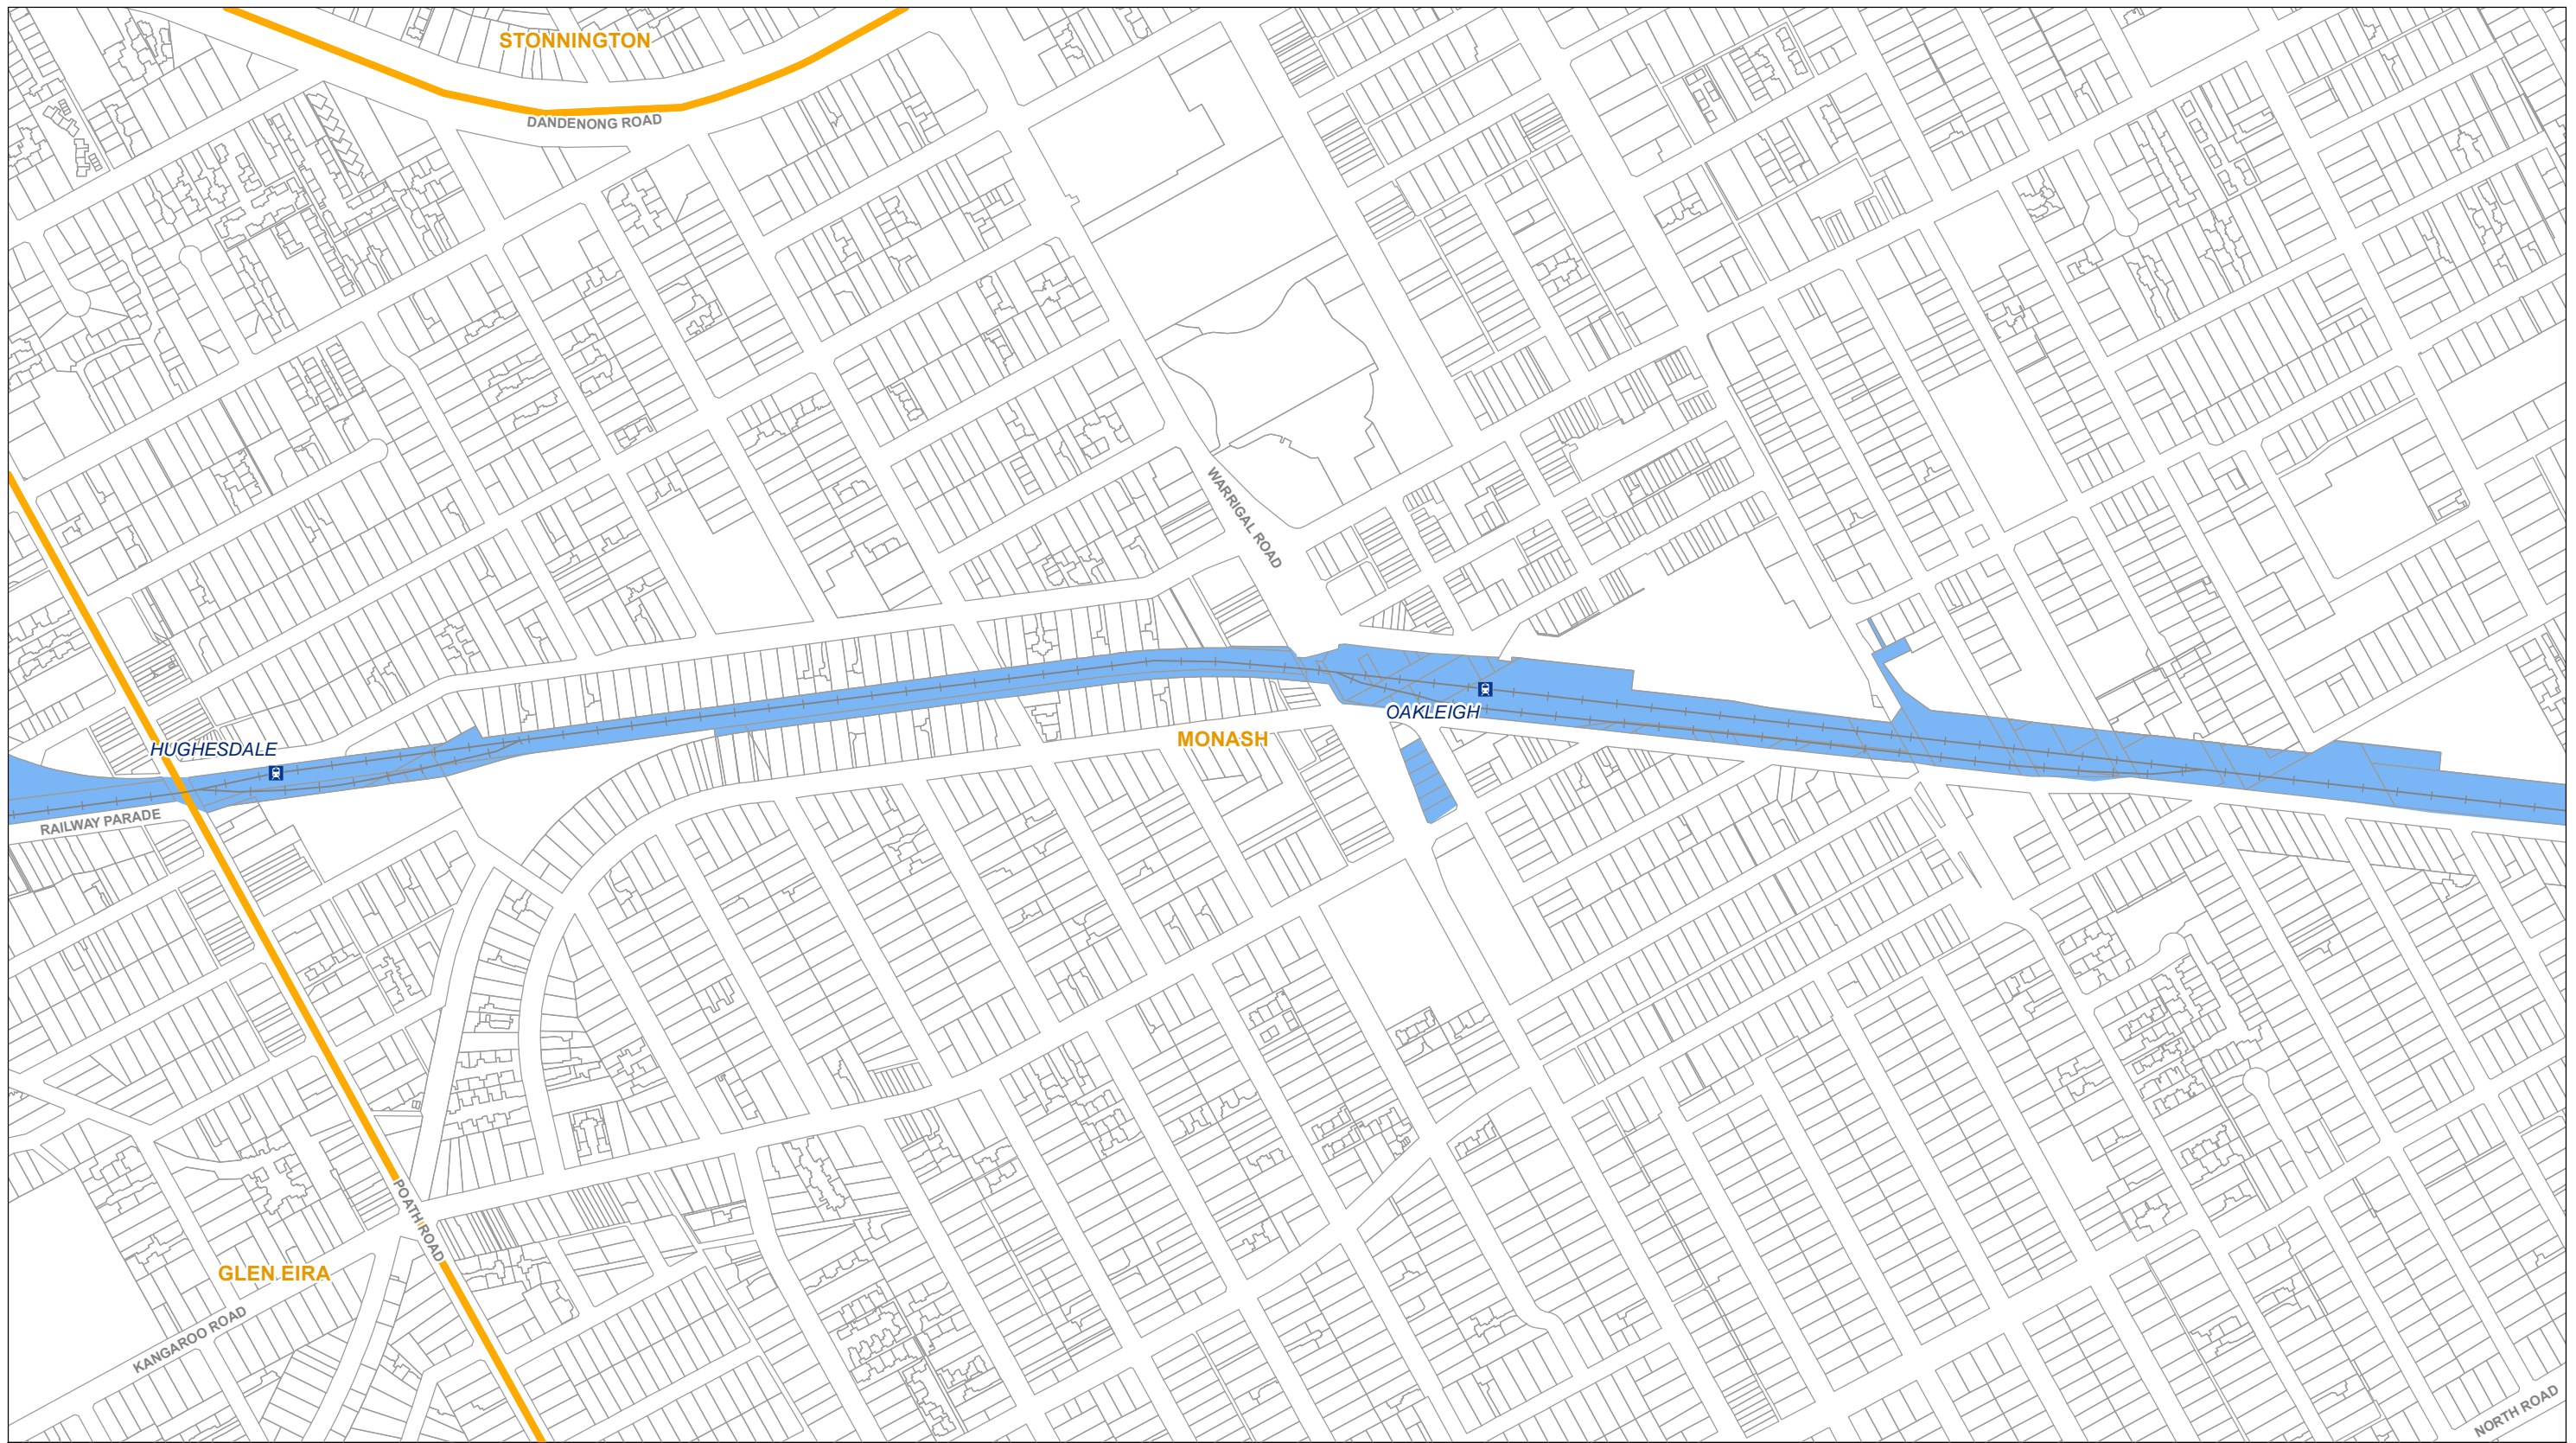 STONNINGTON
DANDENONG ROAD
WARRIGAL ROAD
OAKLEIGH
MONASH
HUGHESDALE
RAILWAY PARADE
POATH ROAD
GLEN EIRA
KANGAROO ROAD
NORTH ROAD